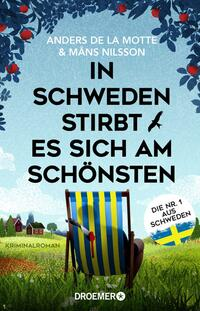 ANDERS DE LA MOTTE
& MÅNS NILSSON
IN
SCHWEDEN
STIRBT
ES SICH AM
SCHÖNSTEN
DIE NR. 1
AUS
SCHWEDEN
KRIMINALROMAN
DROEMER